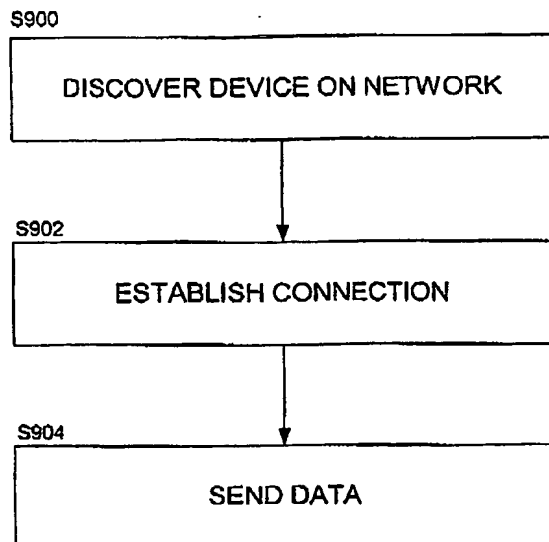 S900
DISCOVER DEVICE ON NETWORK
S902
ESTABLISH CONNECTION
S904
SEND DATA